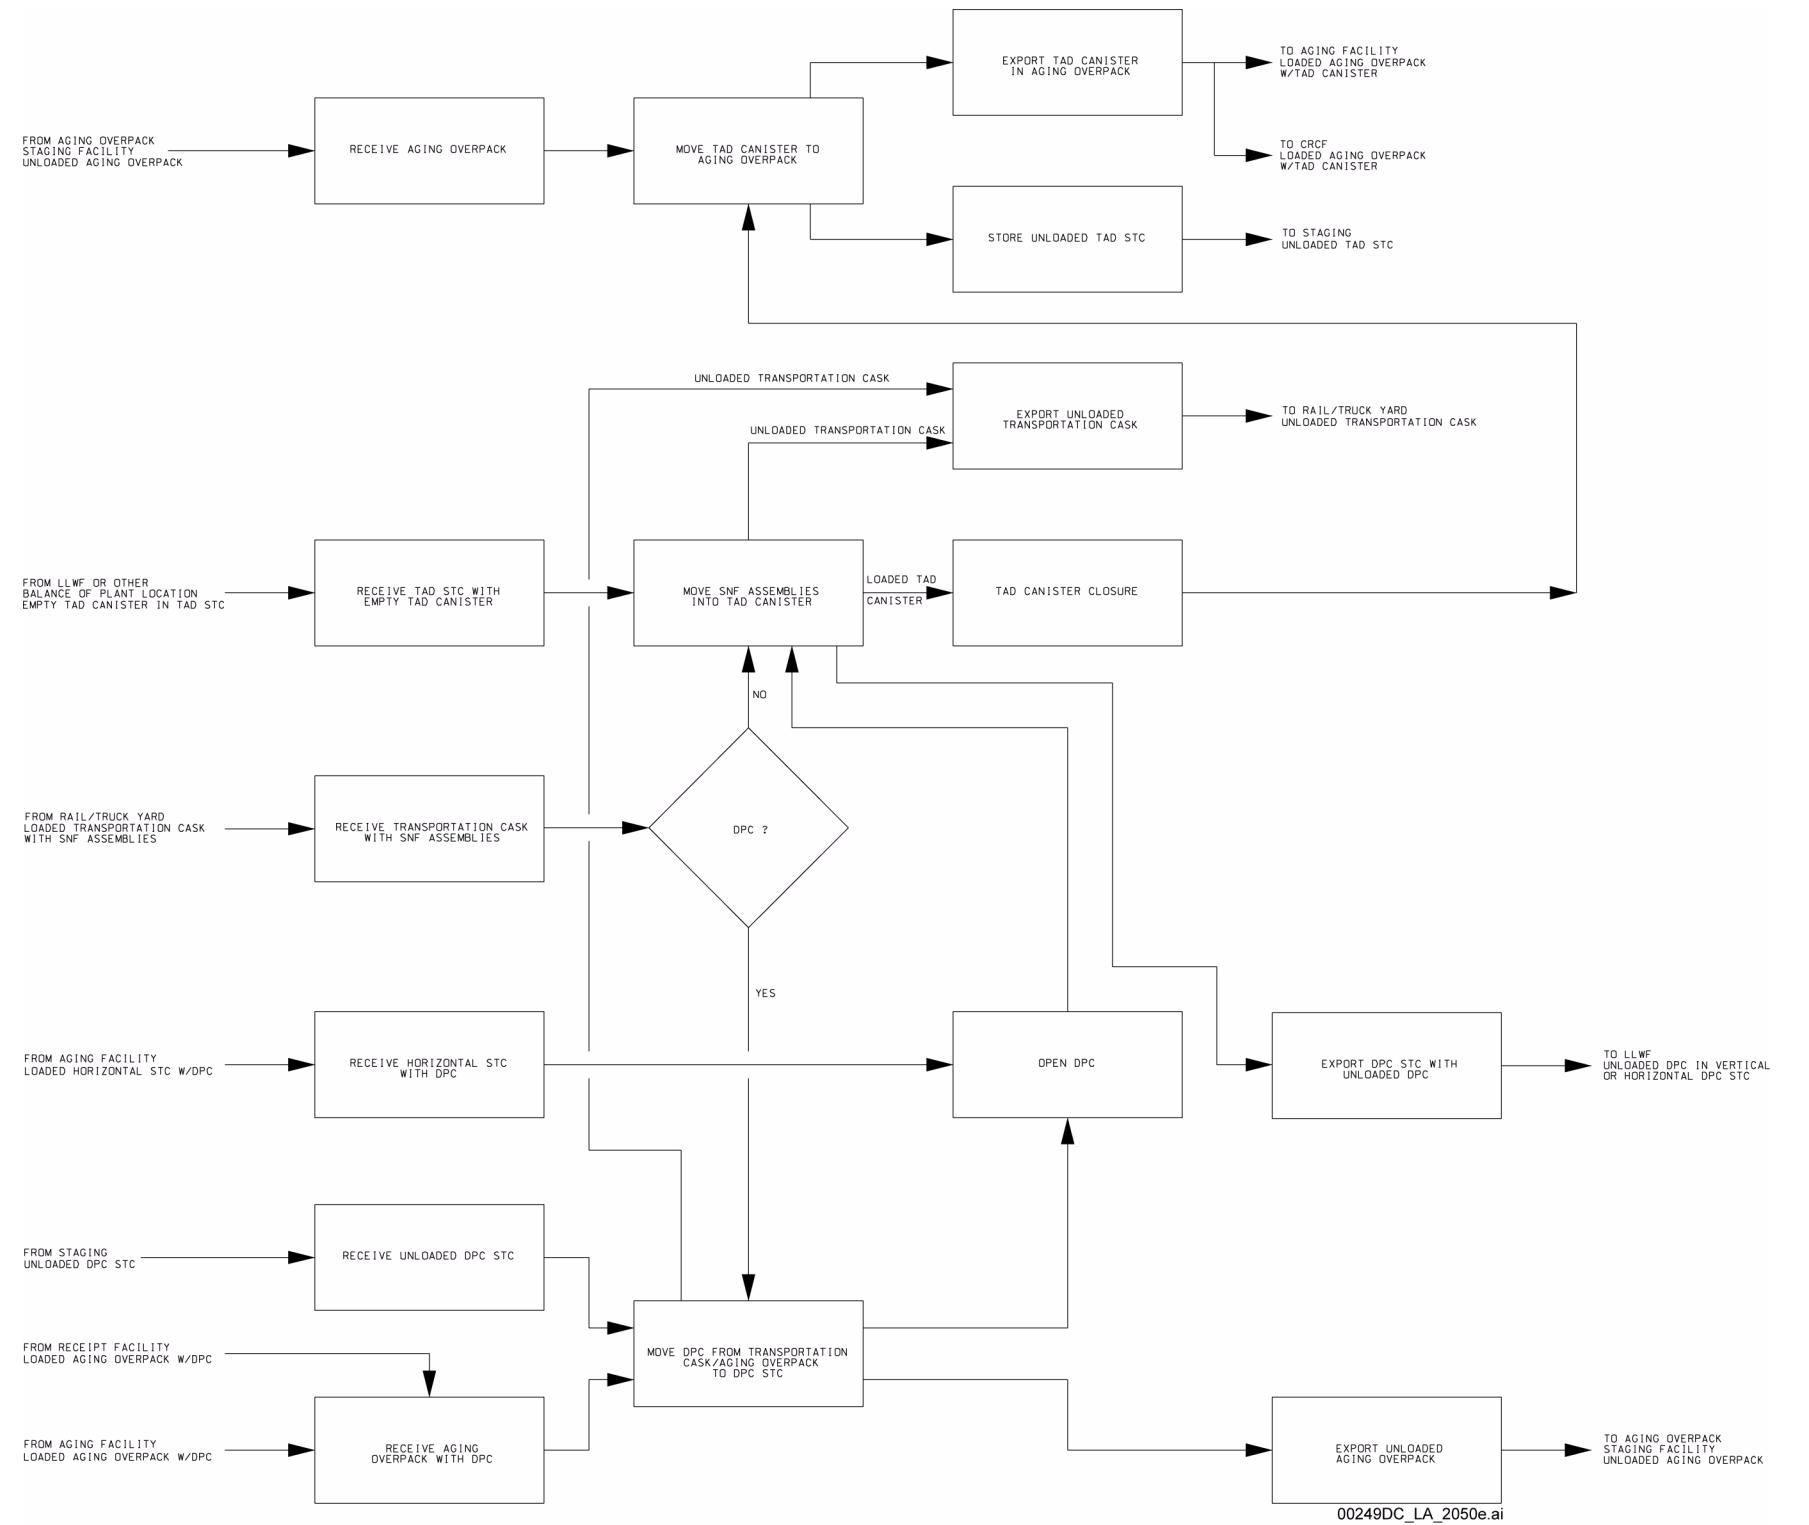 EXPORT TAD CANISTER
IN AGING OVERPACK
TO AGING FACILITY
LOADED AGING OVERPACK
W/TAD CANISTER
FROM AGING OVERPACK
STAGING FACILITY
UNLOADED AGING OVERPACK
RECEIVE AGING OVERPACK
MOVE TAD CANISTER TO
AGING OVERPACK
TO CRCF
LOADED AGING OVERPACK
W/TAD CANISTER
STORE UNLOADED TAD STC
TO STAGING
UNLOADED TAD STC
UNLOADED TRANSPORTATION CASK
UNLOADED TRANSPORTATION CASK
EXPORT UNLOADED
TRANSPORTATION CASK
TO RAIL/TRUCK YARD
UNLOADED TRANSPORTATION CASK
FROM LLWF OR OTHER
BALANCE OF PLANT LOCATION
EMPTY TAD CANISTER IN TAD STC
RECEIVE TAD STC WITH
EMPTY TAD CANISTER
MOVE SNF ASSEMBLIES
INTO TAD CANISTER
LOADED TAD
CANISTER
TAD CANISTER CLOSURE
NO
FROM RAIL/TRUCK YARD
LOADED TRANSPORTATION CASK
WITH SNF ASSEMBLIES
RECEIVE TRANSPORTATION CASK
WITH SNF ASSEMBLIES
DPC ?
YES
FROM AGING FACILITY
LOADED HORIZONTAL STC W/DPC
RECEIVE HORIZONTAL STC
WITH DPC
OPEN DPC
EXPORT DPC STC WITH
UNLOADED DPC
TO LLWF
UNLOADED DPC IN VERTICAL
OR HORIZONTAL DPC STC
FROM STAGING
UNLOADED DPC STC
RECEIVE UNLOADED DPC STC
FROM RECEIPT FACILITY
LOADED AGING OVERPACK W/DPC
MOVE DPC FROM TRANSPORTATION
CASK/AGING OVERPACK
TO DPC STC
FROM AGING FACILITY
LOADED AGING OVERPACK W/DPC
RECEIVE AGING
OVERPACK WITH DPC
EXPORT UNLOADED
AGING OVERPACK
TO AGING OVERPACK
STAGING FACILITY
UNLOADED AGING OVERPACK
00249DC_LA_2050e.ai